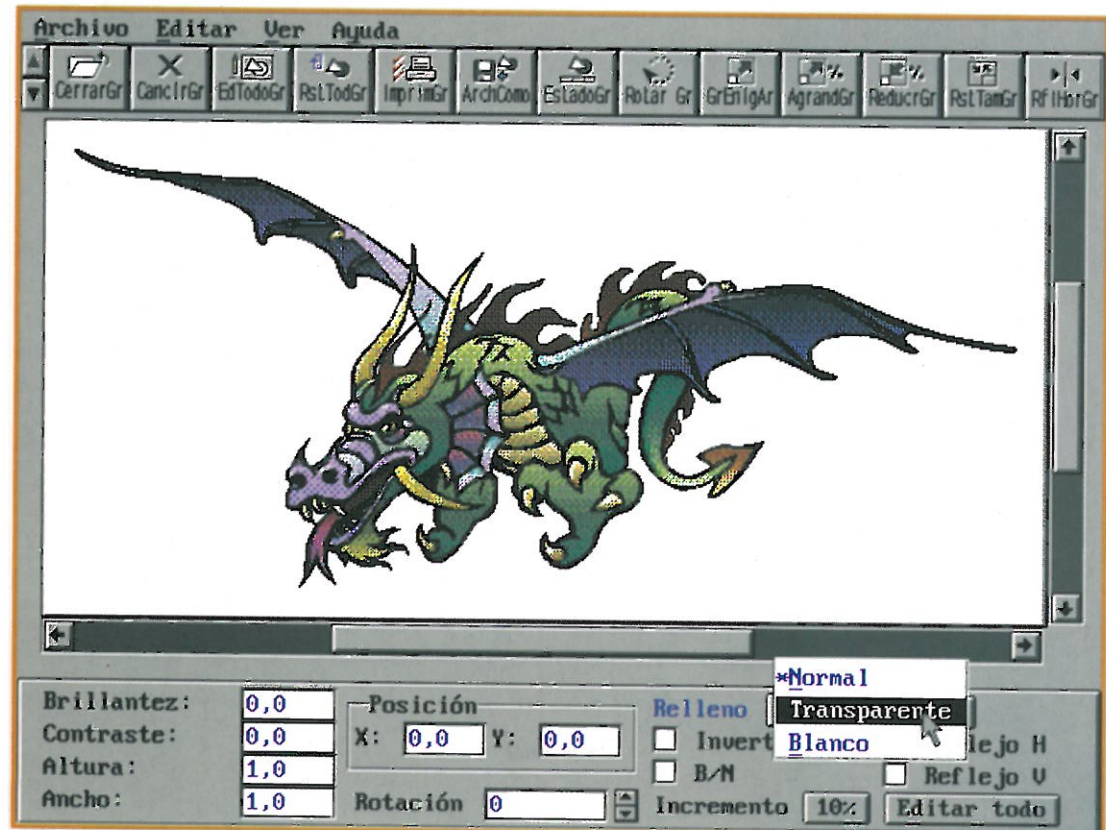 Archivo Editar Ver Ayuda
CerrarGr CanclrGr EdTodoGr RstTodGr ImprimGr ArchComo EstadoGr Rotar Gr GrEnlgAr AgrandGr ReducrGr RstTamGr RflHorGr
*Normal
Brillantez: 0,0 Posición Relleno Transparente
Contraste: 0,0 X: 0,0 Y: 0,0 Invert Blanco lejo H
Altura: 1,0 B/N Reflejo V
Ancho: 1,0 Rotación 0 Incremento 10% Editar todo